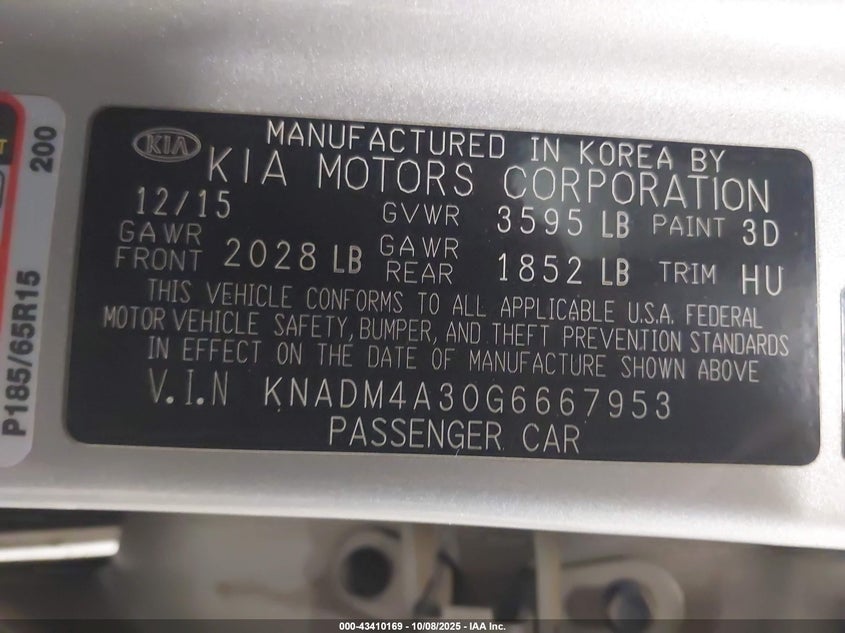 KIA
MANUFACTURED IN KOREA BY
KIA MOTORS CORPORATION
12/15 GVWR 3595 LB PAINT 3D
GAWR FRONT 2028 LB GAWR REAR 1852 LB TRIM HU
THIS VEHICLE CONFORMS TO ALL APPLICABLE U.S.A. FEDERAL
MOTOR VEHICLE SAFETY, BUMPER, AND THEFT PREVENTION STANDARDS
IN EFFECT ON THE DATE OF MANUFACTURE SHOWN ABOVE
V.I.N KNADM4A30G6667953
PASSENGER CAR
200
P185/65R15
000-43410169 - 10/08/2025 - IAA Inc.